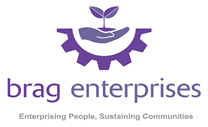 brag enterprises
Enterprising People, Sustaining Communities